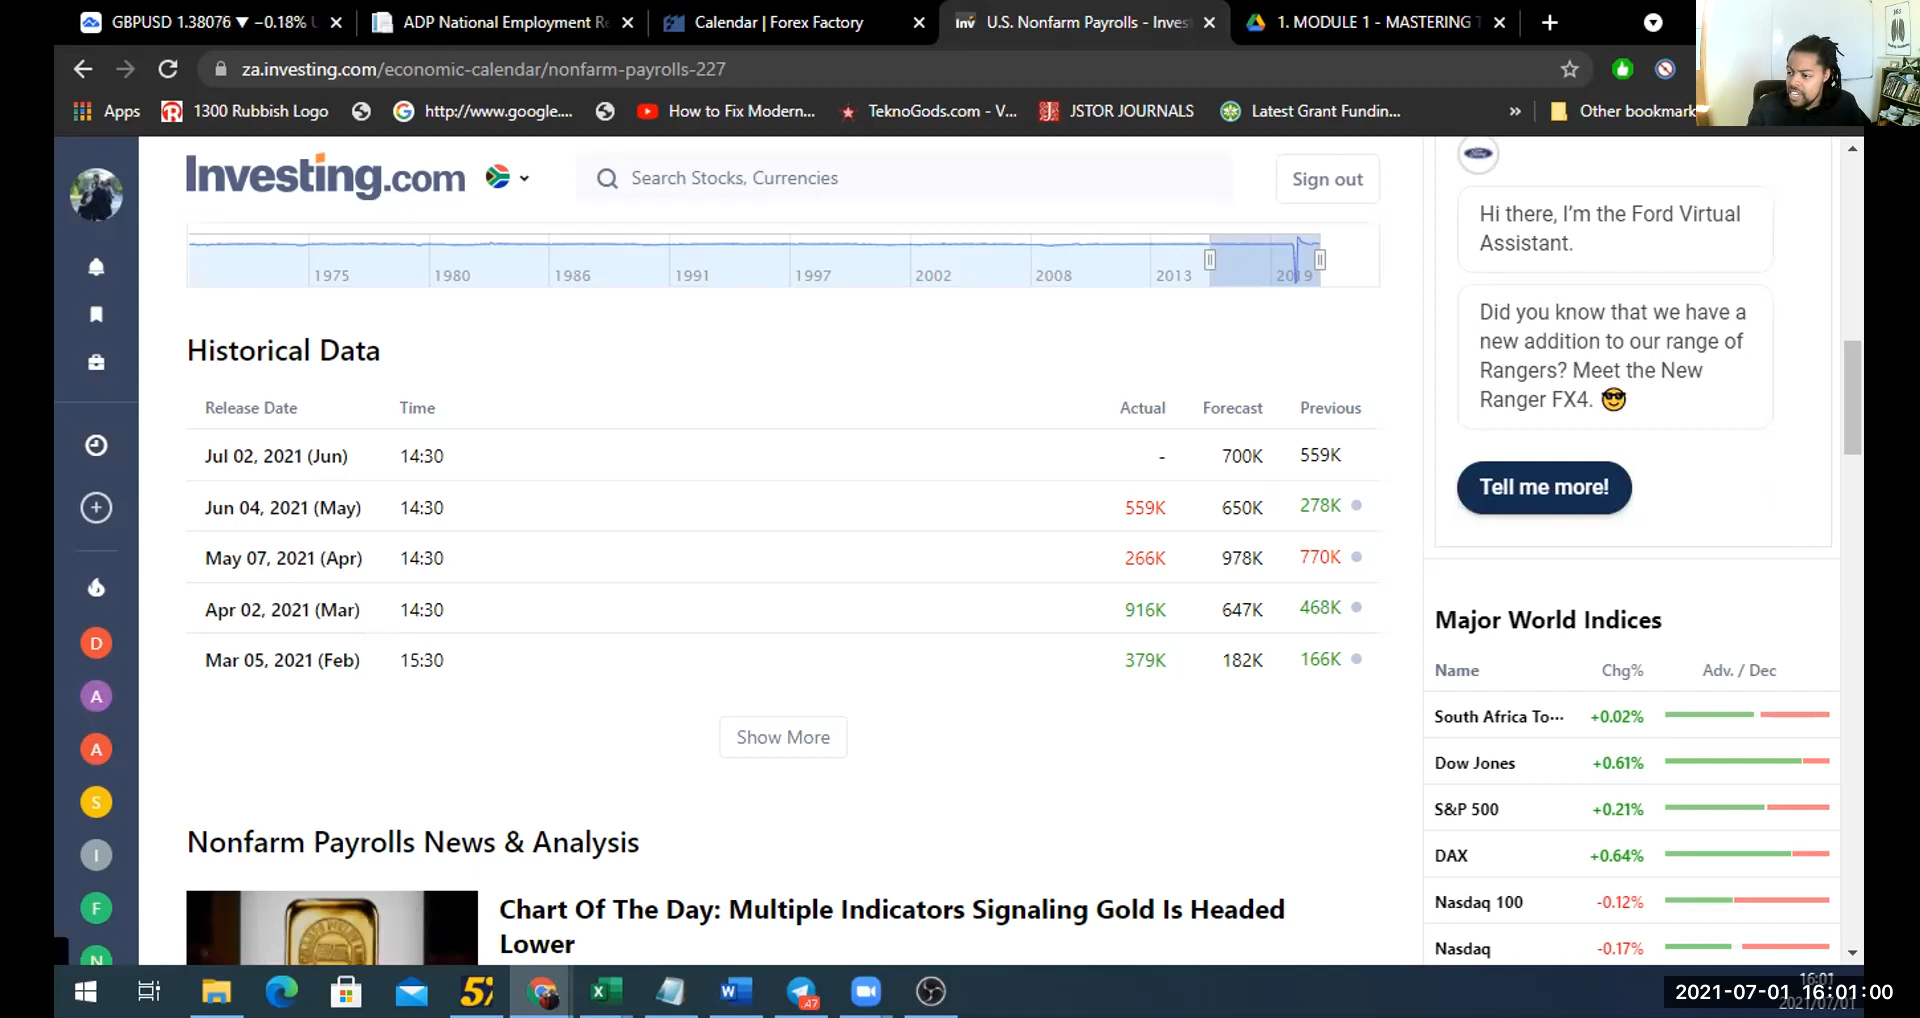 GBPUSD 1.38076 ▼ −0.18% U
ADP National Employment Re
Calendar | Forex Factory
Inv U.S. Nonfarm Payrolls - Inves
1. MODULE 1 - MASTERING T
za.investing.com/economic-calendar/nonfarm-payrolls-227
Apps
1300 Rubbish Logo
http://www.google...
How to Fix Modern...
TeknoGods.com - V...
JSTOR JOURNALS
Latest Grant Fundin...
»
Other bookmark
Investing.com
Search Stocks, Currencies
Sign out
1975 1980 1986 1991 1997 2002 2008 2013 2019
Historical Data
Release Date Time Actual Forecast Previous
Jul 02, 2021 (Jun) 14:30 - 700K 559K
Jun 04, 2021 (May) 14:30 559K 650K 278K
May 07, 2021 (Apr) 14:30 266K 978K 770K
Apr 02, 2021 (Mar) 14:30 916K 647K 468K
Mar 05, 2021 (Feb) 15:30 379K 182K 166K
Show More
Nonfarm Payrolls News & Analysis
Chart Of The Day: Multiple Indicators Signaling Gold Is Headed
Lower
D
A
A
S
I
F
N
Ford
Hi there, I’m the Ford Virtual
Assistant.
Did you know that we have a
new addition to our range of
Rangers? Meet the New
Ranger FX4.
Tell me more!
Major World Indices
Name Chg% Adv. / Dec
South Africa To... +0.02%
Dow Jones +0.61%
S&P 500 +0.21%
DAX +0.64%
Nasdaq 100 -0.12%
Nasdaq -0.17%
47
16:01
2021/07/01
2021-07-01 16:01:00